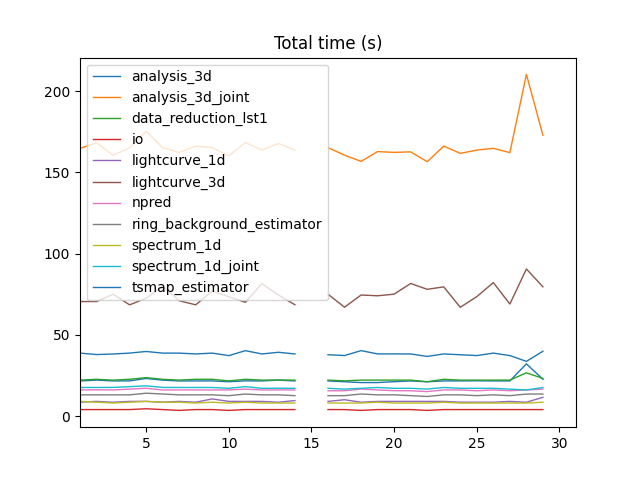 Total time (s)
analysis_3d
analysis_3d_joint
data_reduction_lst1
io
lightcurve_1d
lightcurve_3d
npred
ring_background_estimator
spectrum_1d
spectrum_1d_joint
tsmap_estimator
200
150
100
50
0
5 10 15 20 25 30